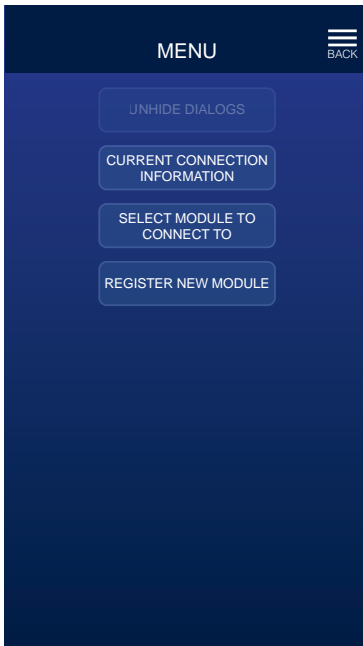 MENU
BACK
UNHIDE DIALOGS
CURRENT CONNECTION
INFORMATION
SELECT MODULE TO
CONNECT TO
REGISTER NEW MODULE